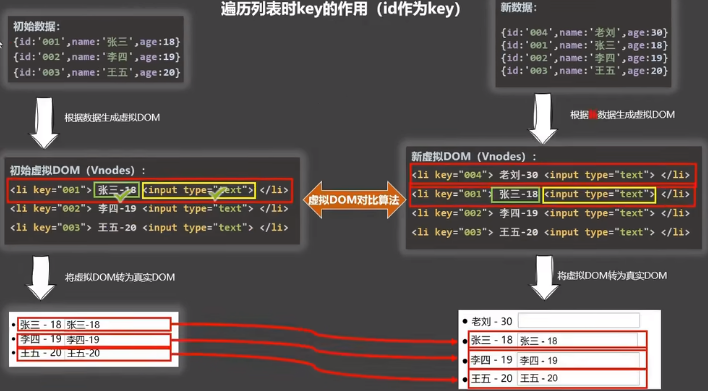 遍历列表时key的作用（id作为key）
初始数据：
{id:'001',name:'张三',age:18}
{id:'002',name:'李四',age:19}
{id:'003',name:'王五',age:20}
根据数据生成虚拟DOM
初始虚拟DOM（Vnodes）：
<li key="001"> 张三-18 <input type="text"> </li>
<li key="002"> 李四-19 <input type="text"> </li>
<li key="003"> 王五-20 <input type="text"> </li>
将虚拟DOM转为真实DOM
张三 - 18 张三-18
李四 - 19 李四-19
王五 - 20 王五-20
虚拟DOM对比算法
新数据：
{id:'004',name:'老刘',age:30}
{id:'001',name:'张三',age:18}
{id:'002',name:'李四',age:19}
{id:'003',name:'王五',age:20}
根据新数据生成虚拟DOM
新虚拟DOM（Vnodes）：
<li key="004"> 老刘-30 <input type="text"> </li>
<li key="001"> 张三-18 <input type="text"> </li>
<li key="002"> 李四-19 <input type="text"> </li>
<li key="003"> 王五-20 <input type="text"> </li>
将虚拟DOM转为真实DOM
老刘 - 30
张三 - 18 张三 - 18
李四 - 19 李四 - 19
王五 - 20 王五 - 20